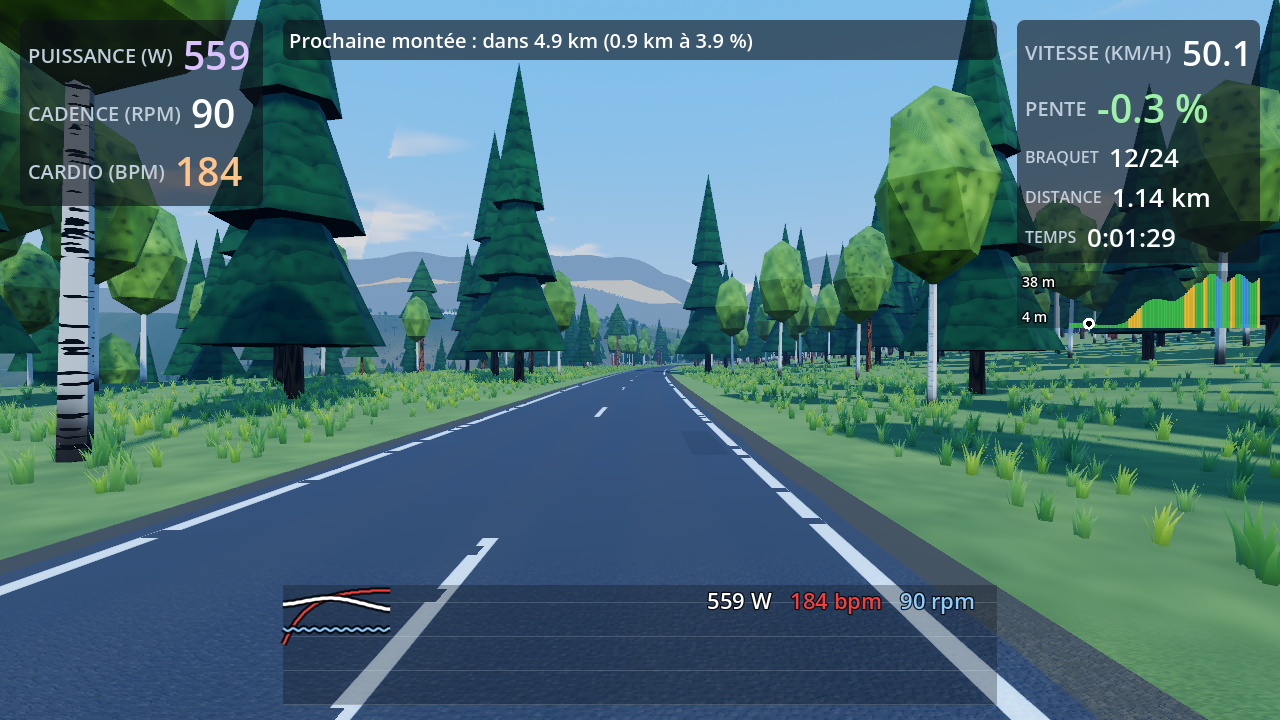 PUISSANCE (W) 559
CADENCE (RPM) 90
CARDIO (BPM) 184
Prochaine montée : dans 4.9 km (0.9 km à 3.9 %)
VITESSE (KM/H) 50.1
PENTE -0.3 %
BRAQUET 12/24
DISTANCE 1.14 km
TEMPS 0:01:29
38 m
4 m
559 W 184 bpm 90 rpm